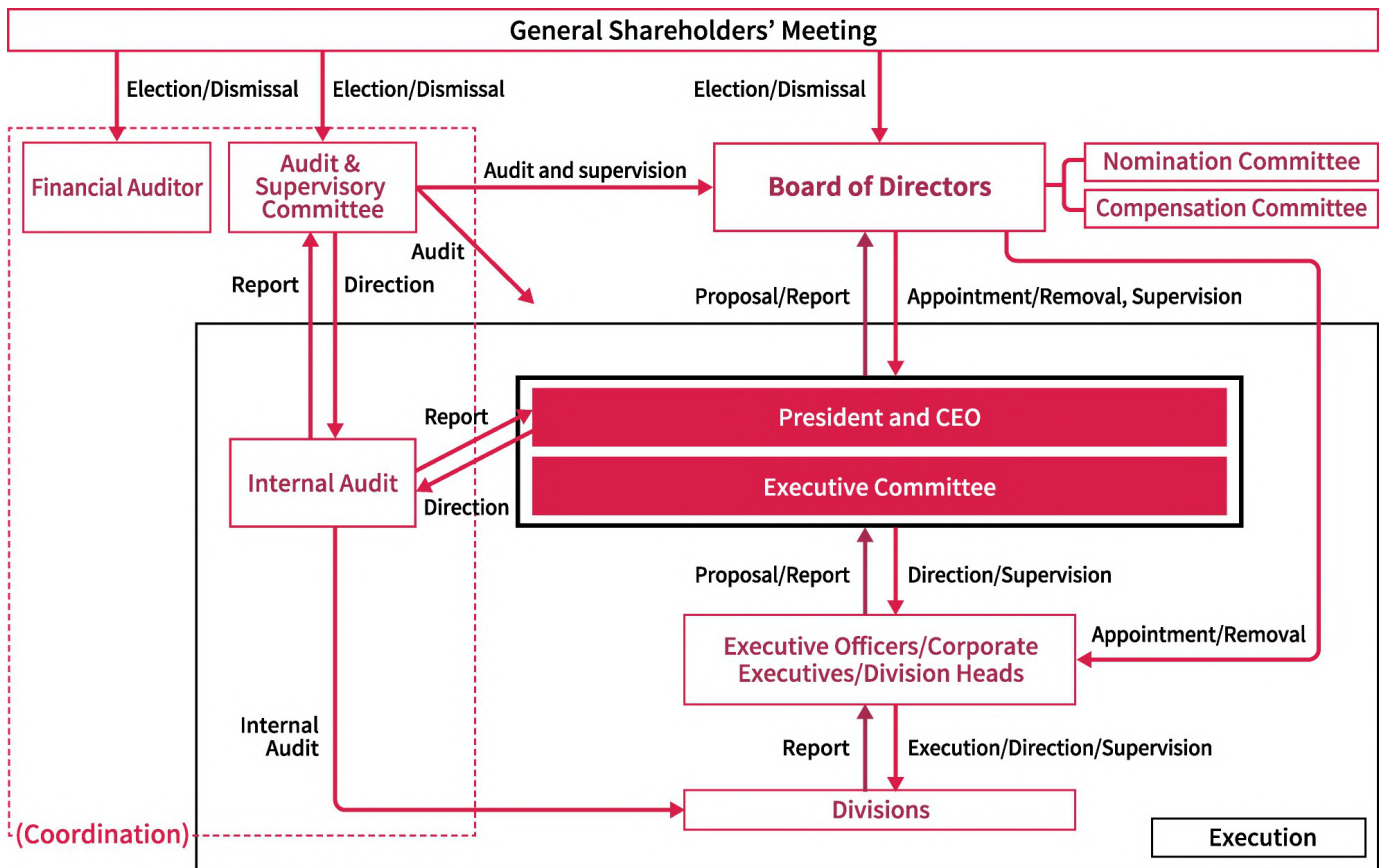 General Shareholders’ Meeting
Election/Dismissal
Election/Dismissal
Election/Dismissal
Financial Auditor
Audit &
Supervisory
Committee
Audit and supervision
Board of Directors
Nomination Committee
Compensation Committee
Audit
Report
Direction
Proposal/Report
Appointment/Removal, Supervision
Report
President and CEO
Internal Audit
Executive Committee
Direction
Proposal/Report
Direction/Supervision
Executive Officers/Corporate
Executives/Division Heads
Appointment/Removal
Internal
Audit
Report
Execution/Direction/Supervision
Divisions
(Coordination)
Execution